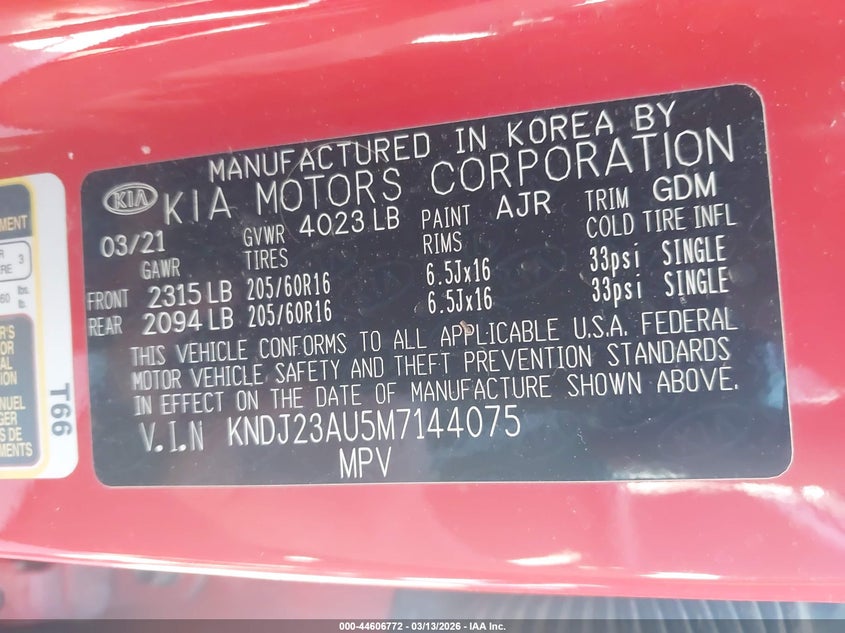 MANUFACTURED IN KOREA BY
KIA KIA MOTORS CORPORATION
03/21 GVWR 4023 LB PAINT AJR TRIM GDM
GAWR TIRES RIMS COLD TIRE INFL
FRONT 2315 LB 205/60R16 6.5Jx16 33psi SINGLE
REAR 2094 LB 205/60R16 6.5Jx16 33psi SINGLE
THIS VEHICLE CONFORMS TO ALL APPLICABLE U.S.A. FEDERAL
MOTOR VEHICLE SAFETY AND THEFT PREVENTION STANDARDS
IN EFFECT ON THE DATE OF MANUFACTURE SHOWN ABOVE.
V.I.N KNDJ23AU5M7144075
MPV
T66
3
lbs.
000-44606772 - 03/13/2026 - IAA Inc.